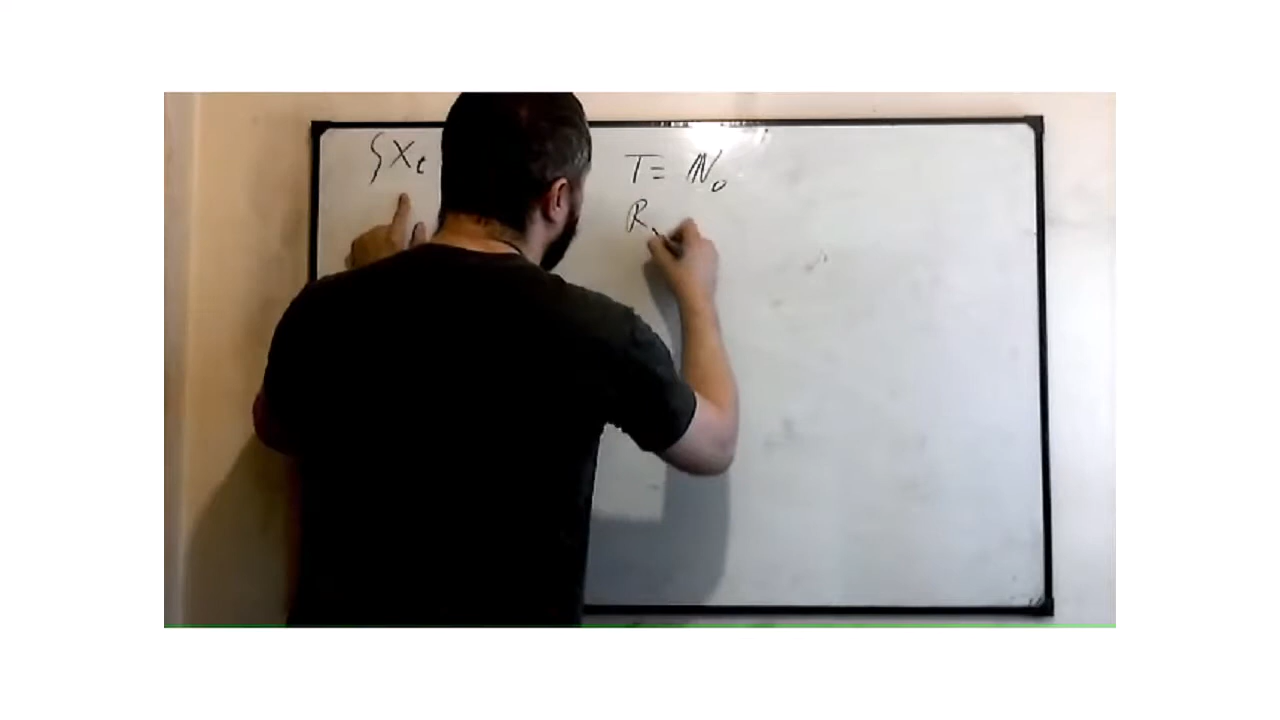 {X_t T = ℕ₀
R